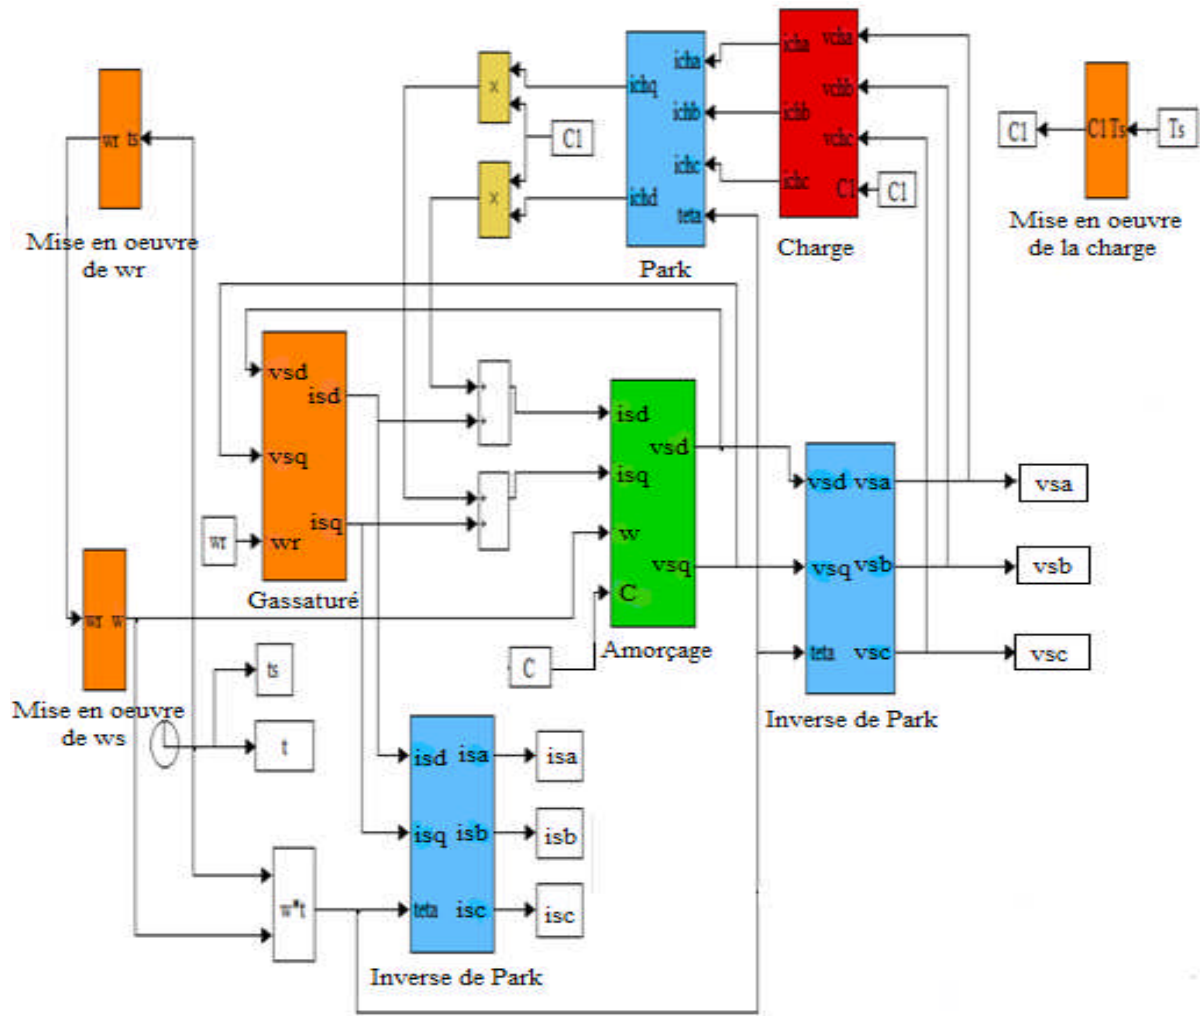 wr ts
Mise en oeuvre
de wr
x
x
C1
ichq
ichd
icha
ichb
ichc
teta
Park
icha
ichb
ichc
vcha
vchb
vchc
C1
Charge
C1
C1
C1 Ts
Ts
Mise en oeuvre
de la charge
vsd
isd
vsq
isq
wr
Gassaturé
wr
isd
vsd
isq
w
vsq
C
Amorçage
C
vsd vsa
vsq vsb
teta vsc
Inverse de Park
vsa
vsb
vsc
wr w
Mise en oeuvre
de ws
ts
t
w*t
isd isa
isq isb
teta isc
Inverse de Park
isa
isb
isc